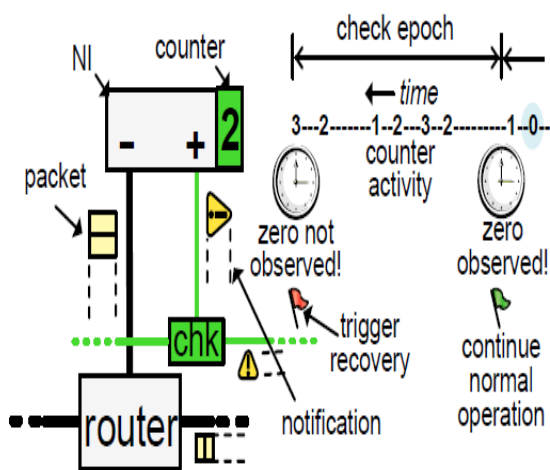 NI
counter
check epoch
time
- + 2
3---2-------1--2---3--2---------1--0--
counter
activity
packet
zero not
observed!
zero
observed!
chk
trigger
recovery
continue
normal
operation
notification
router